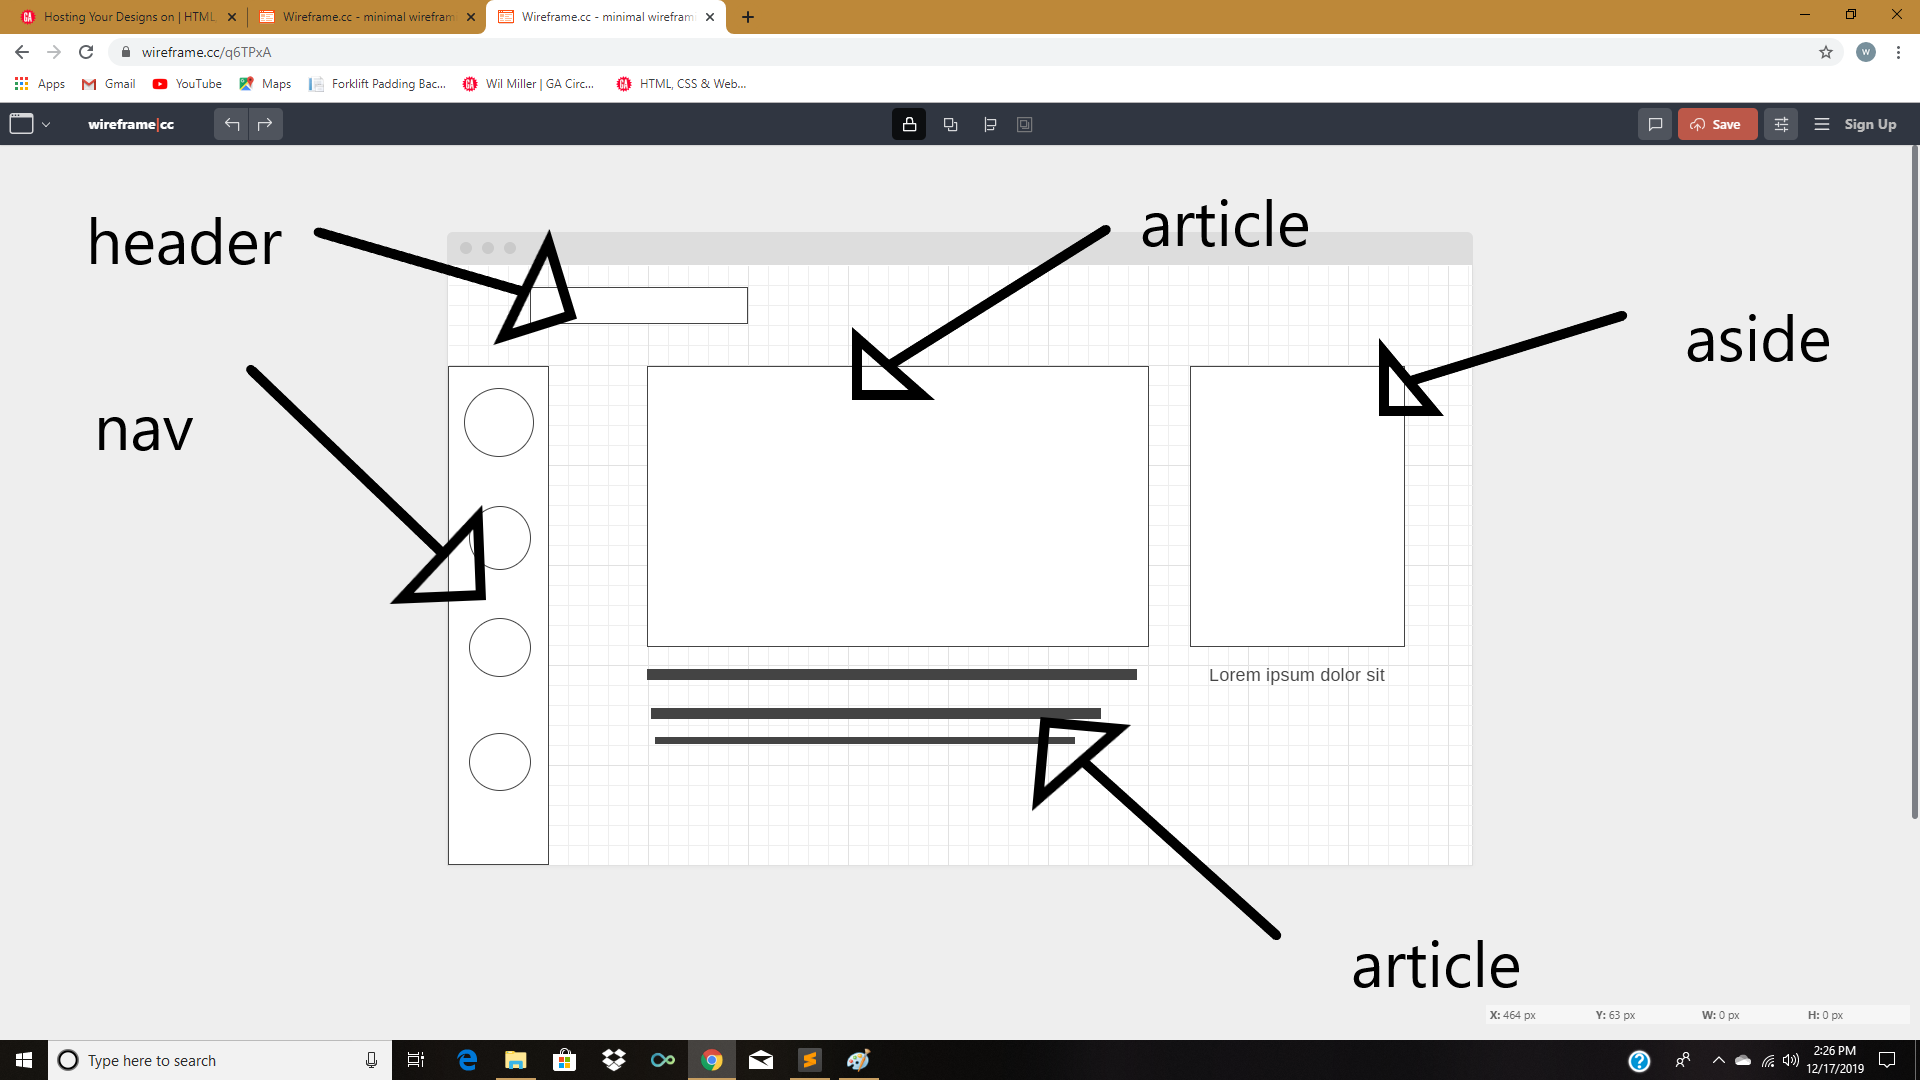 Hosting Your Designs on | HTML,
Wireframe.cc - minimal wirefram
Wireframe.cc - minimal wirefram
wireframe.cc/q6TPxA
W
Apps
Gmail
YouTube
Maps
Forklift Padding Bac...
GA
Wil Miller | GA Circ...
GA
HTML, CSS & Web...
wireframe|cc
Save
Sign Up
header
article
aside
nav
Lorem ipsum dolor sit
article
X: 464 px
Y: 63 px
W: 0 px
H: 0 px
Type here to search
2:26 PM
12/17/2019